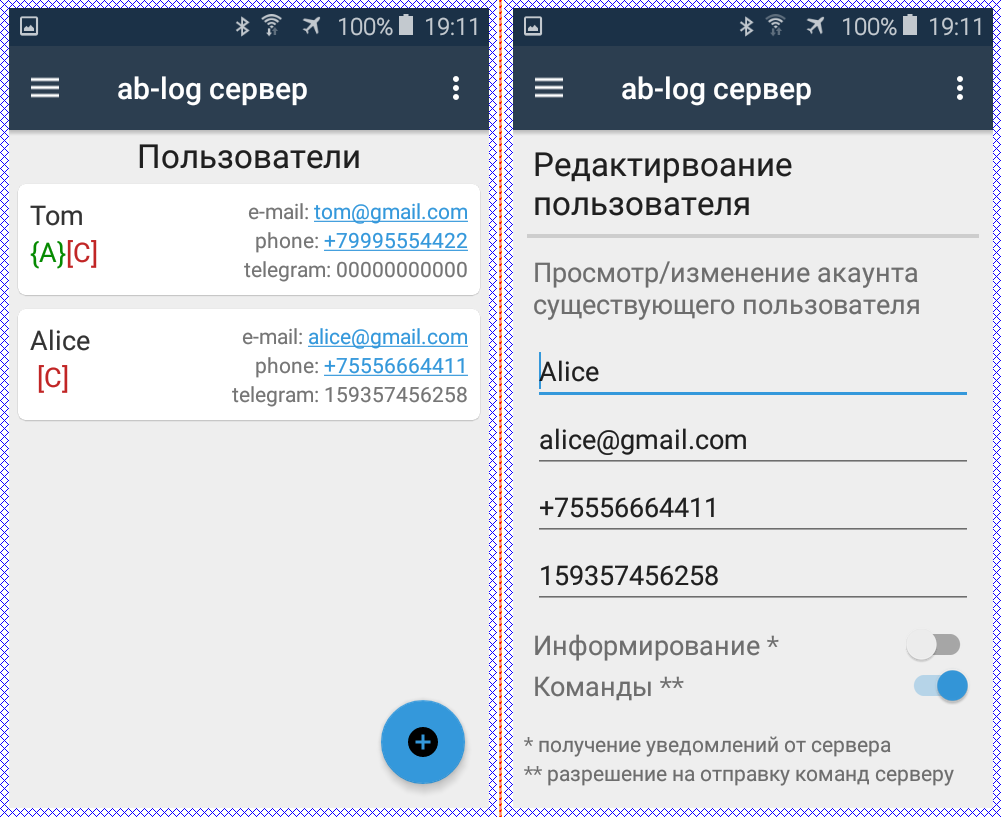 100% 19:11
ab-log сервер
Пользователи
Tom
{A}[C]
e-mail: tom@gmail.com
phone: +79995554422
telegram: 00000000000
Alice
[C]
e-mail: alice@gmail.com
phone: +75556664411
telegram: 159357456258
100% 19:11
ab-log сервер
Редактирвоание
пользователя
Просмотр/изменение акаунта
существующего пользователя
Alice
alice@gmail.com
+75556664411
159357456258
Информирование *
Команды **
* получение уведомлений от сервера
** разрешение на отправку команд серверу